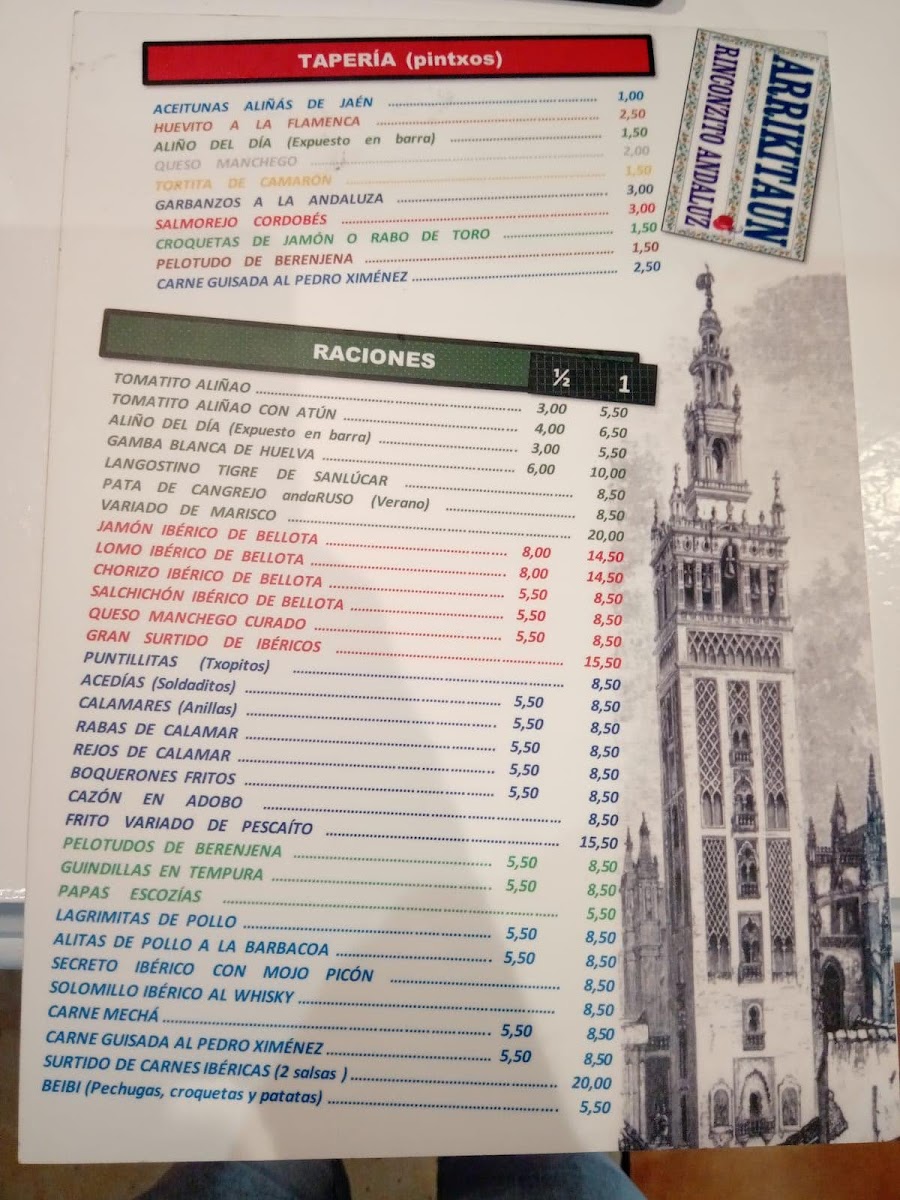 TAPERÍA (pintxos)
ARRIKITAUN
RINCONZITO ANDALUZ
ACEITUNAS ALIÑÁS DE JAÉN 1,00
HUEVITO A LA FLAMENCA 2,50
ALIÑO DEL DÍA (Expuesto en barra) 1,50
QUESO MANCHEGO 2,00
TORTITA DE CAMARÓN 1,50
GARBANZOS A LA ANDALUZA 3,00
SALMOREJO CORDOBÉS 3,00
CROQUETAS DE JAMÓN O RABO DE TORO 1,50
PELOTUDO DE BERENJENA 1,50
CARNE GUISADA AL PEDRO XIMÉNEZ 2,50
RACIONES ½ 1
TOMATITO ALIÑAO 3,00 5,50
TOMATITO ALIÑAO CON ATÚN 4,00 6,50
ALIÑO DEL DÍA (Expuesto en barra) 3,00 5,50
GAMBA BLANCA DE HUELVA 6,00 10,00
LANGOSTINO TIGRE DE SANLÚCAR 8,50
PATA DE CANGREJO andaRUSO (Verano) 8,50
VARIADO DE MARISCO 20,00
JAMÓN IBÉRICO DE BELLOTA 8,00 14,50
LOMO IBÉRICO DE BELLOTA 8,00 14,50
CHORIZO IBÉRICO DE BELLOTA 5,50 8,50
SALCHICHÓN IBÉRICO DE BELLOTA 5,50 8,50
QUESO MANCHEGO CURADO 5,50 8,50
GRAN SURTIDO DE IBÉRICOS 15,50
PUNTILLITAS (Txopitos) 8,50
ACEDÍAS (Soldaditos) 5,50 8,50
CALAMARES (Anillas) 5,50 8,50
RABAS DE CALAMAR 5,50 8,50
REJOS DE CALAMAR 5,50 8,50
BOQUERONES FRITOS 5,50 8,50
CAZÓN EN ADOBO 8,50
FRITO VARIADO DE PESCAÍTO 15,50
PELOTUDOS DE BERENJENA 5,50 8,50
GUINDILLAS EN TEMPURA 5,50 8,50
PAPAS ESCOZÍAS 5,50
LAGRIMITAS DE POLLO 5,50 8,50
ALITAS DE POLLO A LA BARBACOA 5,50 8,50
SECRETO IBÉRICO CON MOJO PICÓN 8,50
SOLOMILLO IBÉRICO AL WHISKY 8,50
CARNE MECHÁ 5,50 8,50
CARNE GUISADA AL PEDRO XIMÉNEZ 5,50 8,50
SURTIDO DE CARNES IBÉRICAS (2 salsas ) 20,00
BEIBI (Pechugas, croquetas y patatas) 5,50